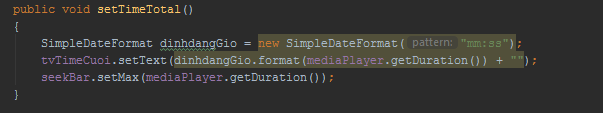 public void setTimeTotal()
{
SimpleDateFormat dinhdangGio = new SimpleDateFormat( pattern: "mm:ss");
tvTimeCuoi.setText(dinhdangGio.format(mediaPlayer.getDuration()) + "");
seekBar.setMax(mediaPlayer.getDuration());
}